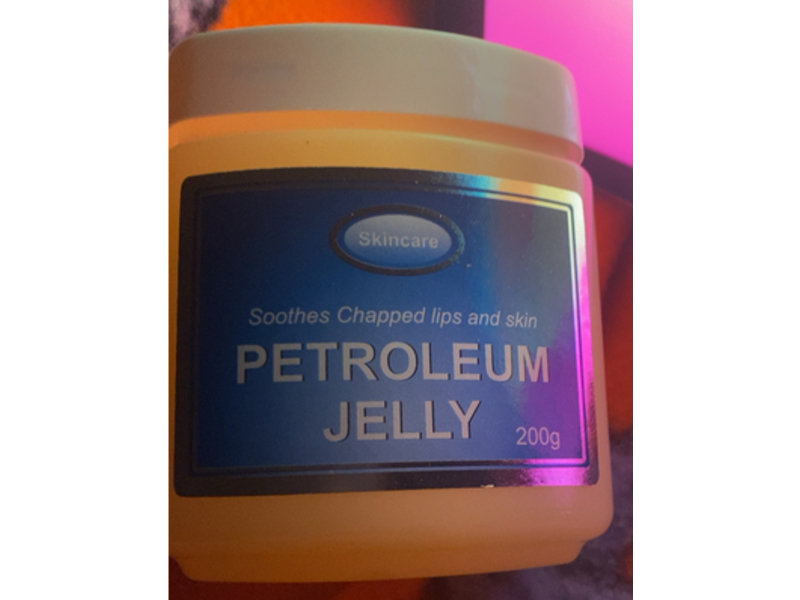 Skincare
Soothes Chapped lips and skin
PETROLEUM
JELLY
200g